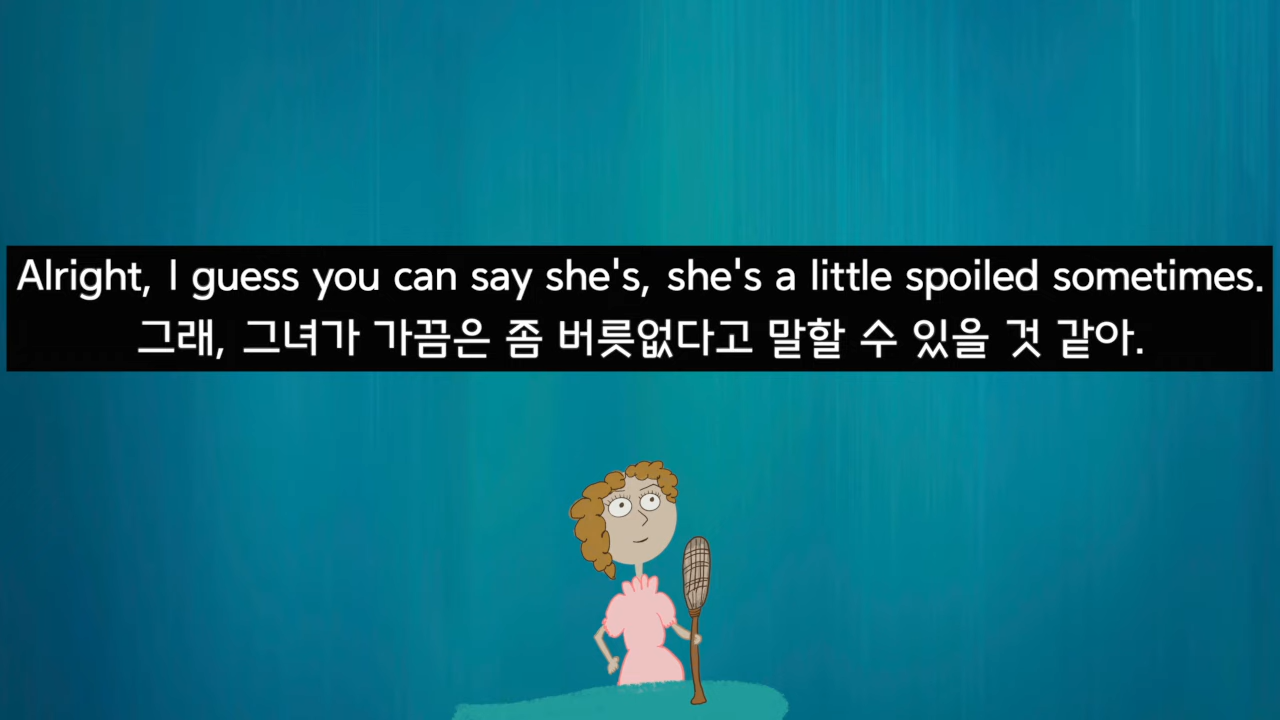 Alright, I guess you can say she's, she's a little spoiled sometimes.
그래, 그녀가 가끔은 좀 버릇없다고 말할 수 있을 것 같아.